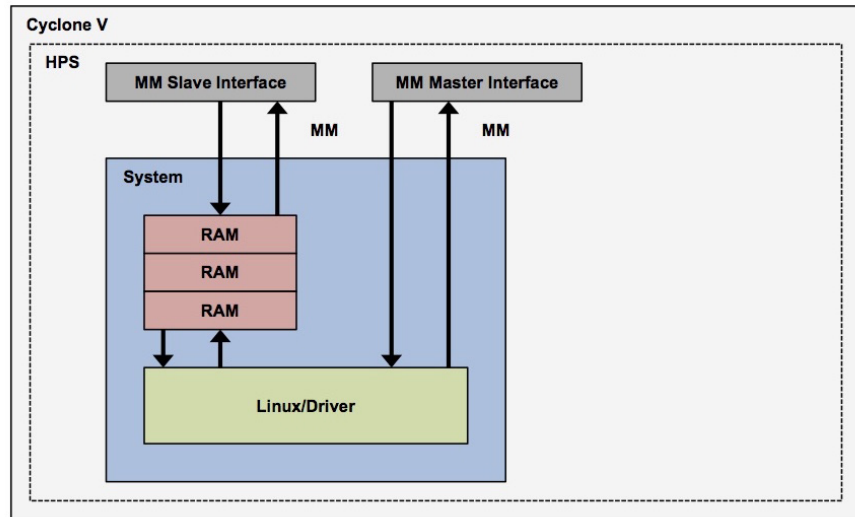 Cyclone V
HPS
MM Slave Interface
MM Master Interface
MM
MM
System
RAM
RAM
RAM
Linux/Driver